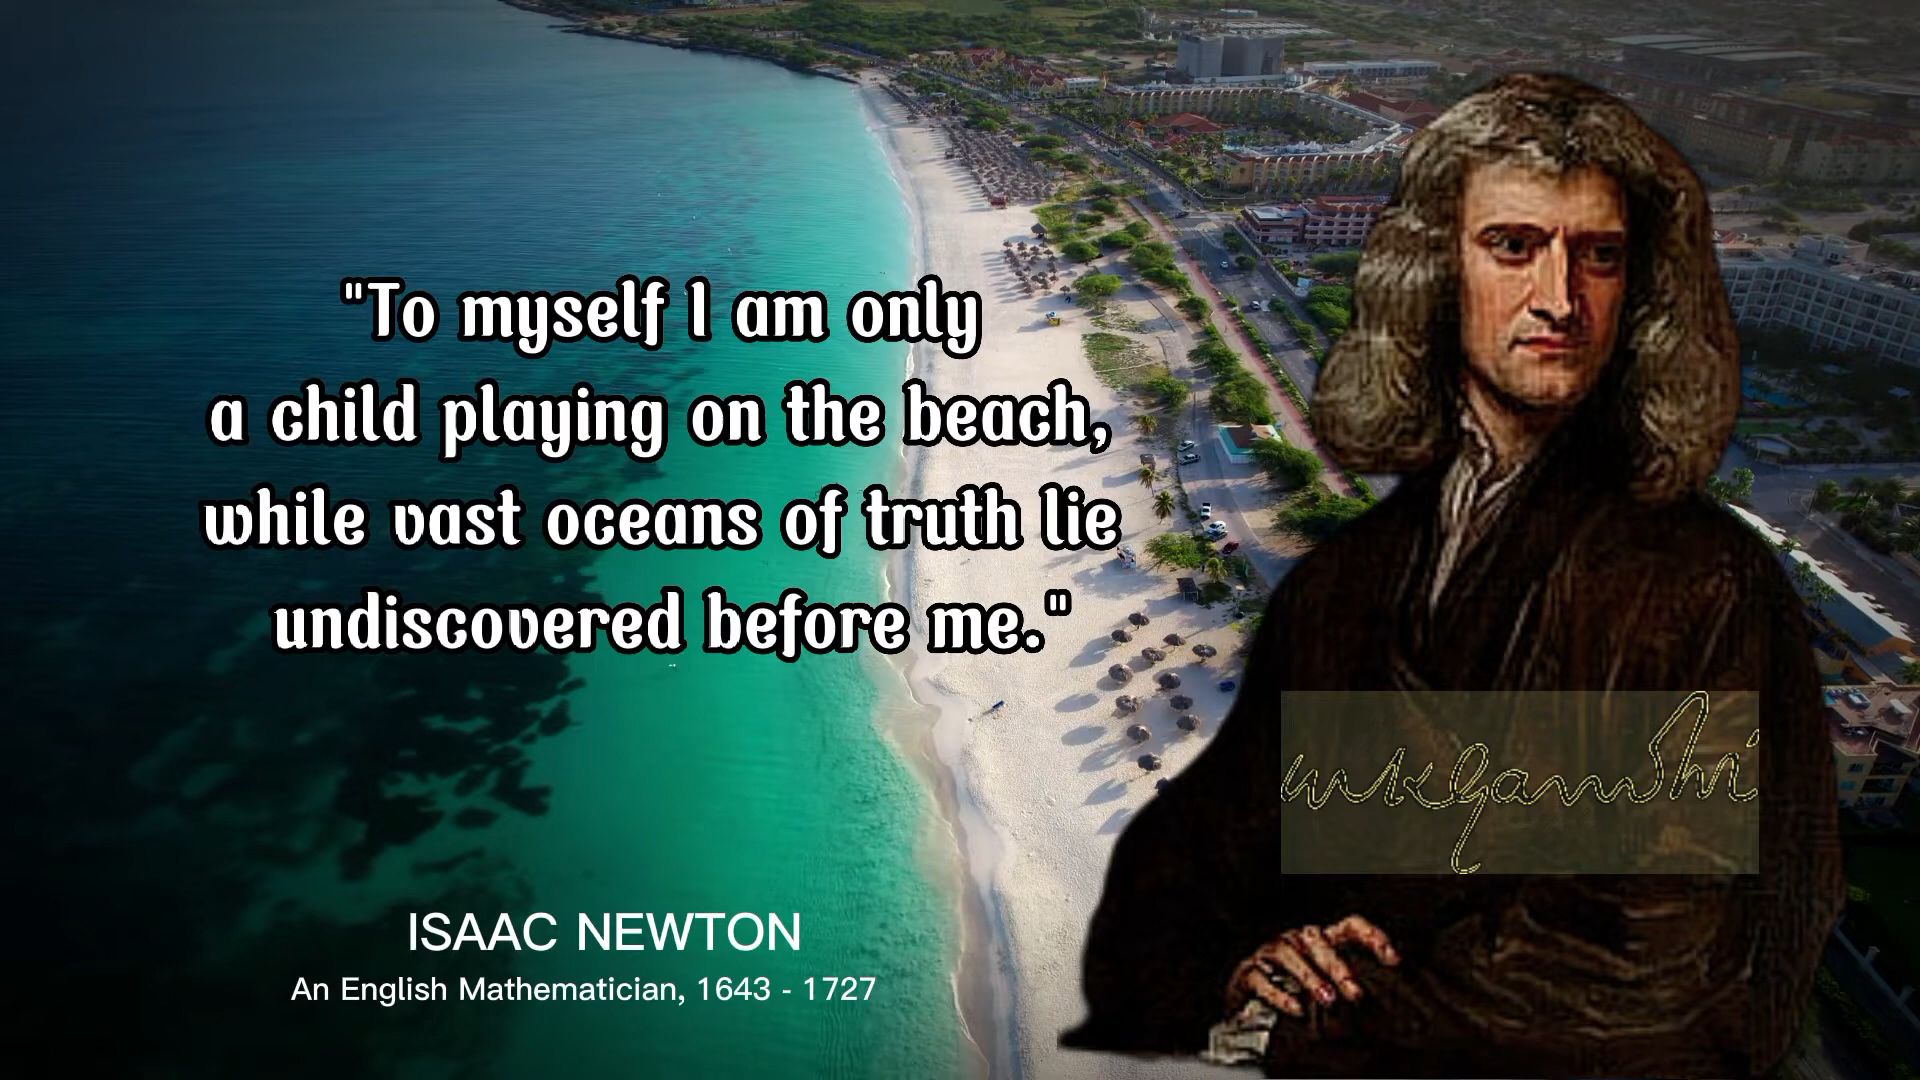 "To myself I am only
a child playing on the beach,
while vast oceans of truth lie
undiscovered before me."
mkgandhi
ISAAC NEWTON
An English Mathematician, 1643 - 1727